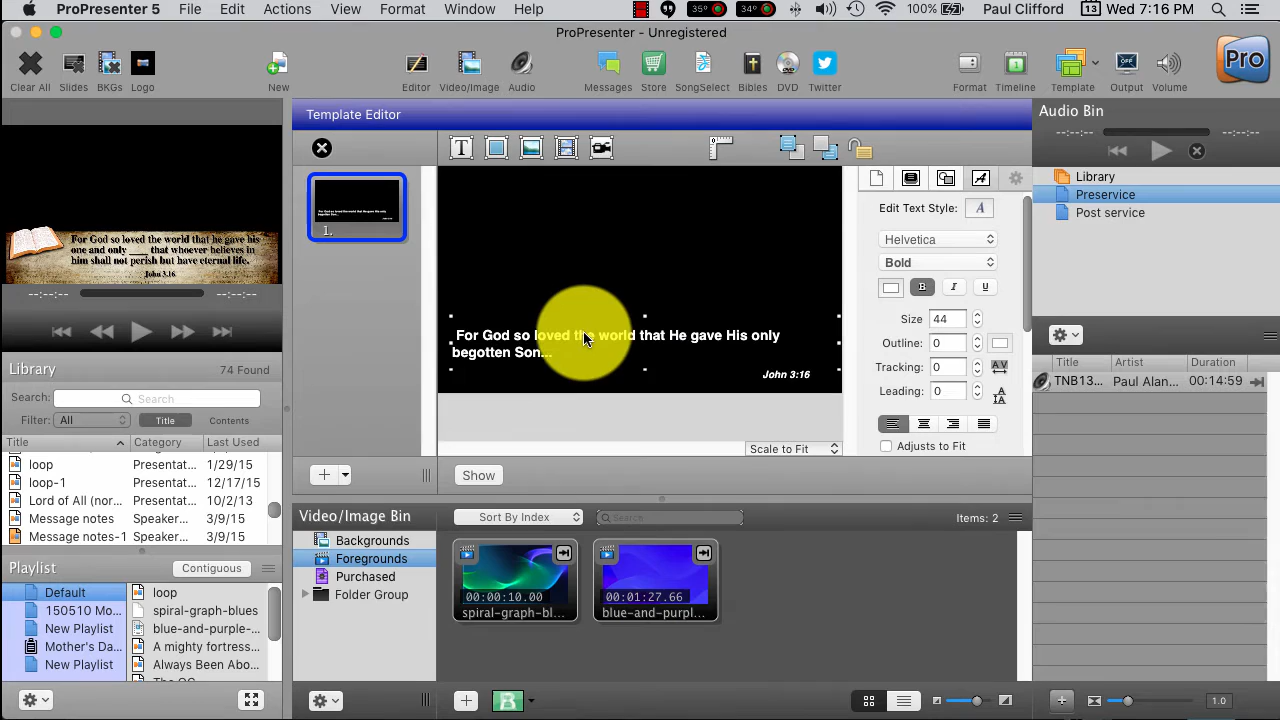 ProPresenter 5 File Edit Actions View Format Window Help 35° 34° 100% Paul Clifford 13 Wed 7:16 PM
ProPresenter - Unregistered
Clear All Slides BKGs Logo New Editor Video/Image Audio Messages Store SongSelect Bibles DVD Twitter Format Timeline Template Output Volume
Pro
OFF
1
Template Editor
Audio Bin
--:--:-- --:--:--
Library
Preservice
Post service
For God so loved the world that he gave his
one and only ____ that whoever believes in
him shall not perish but have eternal life.
John 3:16
--:--:-- --:--:--
1.
For God so loved the world that He gave His only
begotten Son...
John 3:16
Scale to Fit
Show
Edit Text Style: A
Helvetica
Bold
B I U
Size 44
Outline: 0
Tracking: 0
Leading: 0
Adjusts to Fit
Library 74 Found
Search: Search
Filter: All Title Contents
Title Category Last Used
loop Presentat... 1/29/15
loop-1 Presentat... 12/17/15
Lord of All (nor... Presentat... 10/2/13
Message notes Speaker... 3/9/15
Message notes-1 Speaker... 3/9/15
Playlist Contiguous
Default
150510 Mo...
New Playlist
Mother's Da...
New Playlist
loop
spiral-graph-blues
blue-and-purple-...
A mighty fortress...
Always Been Abo...
Video/Image Bin Sort By Index Search Items: 2
Backgrounds
Foregrounds
Purchased
Folder Group
00:00:10.00
spiral-graph-bl...
00:01:27.66
blue-and-purpl...
Title Artist Duration
TNB13... Paul Alan... 00:14:59
1.0